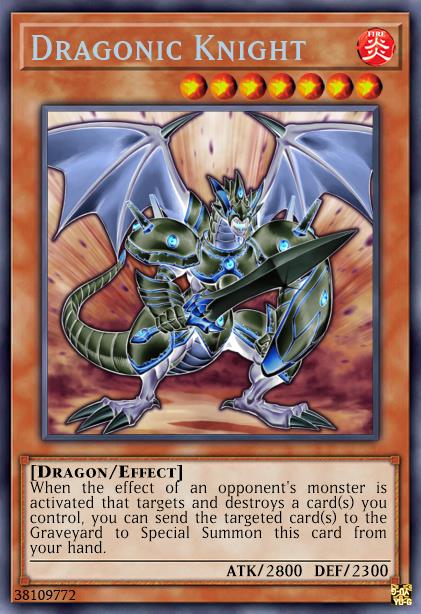 Dragonic Knight
FIRE
炎
[Dragon/Effect]
When the effect of an opponent's monster is
activated that targets and destroys a card(s) you
control, you can send the targeted card(s) to the
Graveyard to Special Summon this card from
your hand.
ATK/2800 DEF/2300
38109772